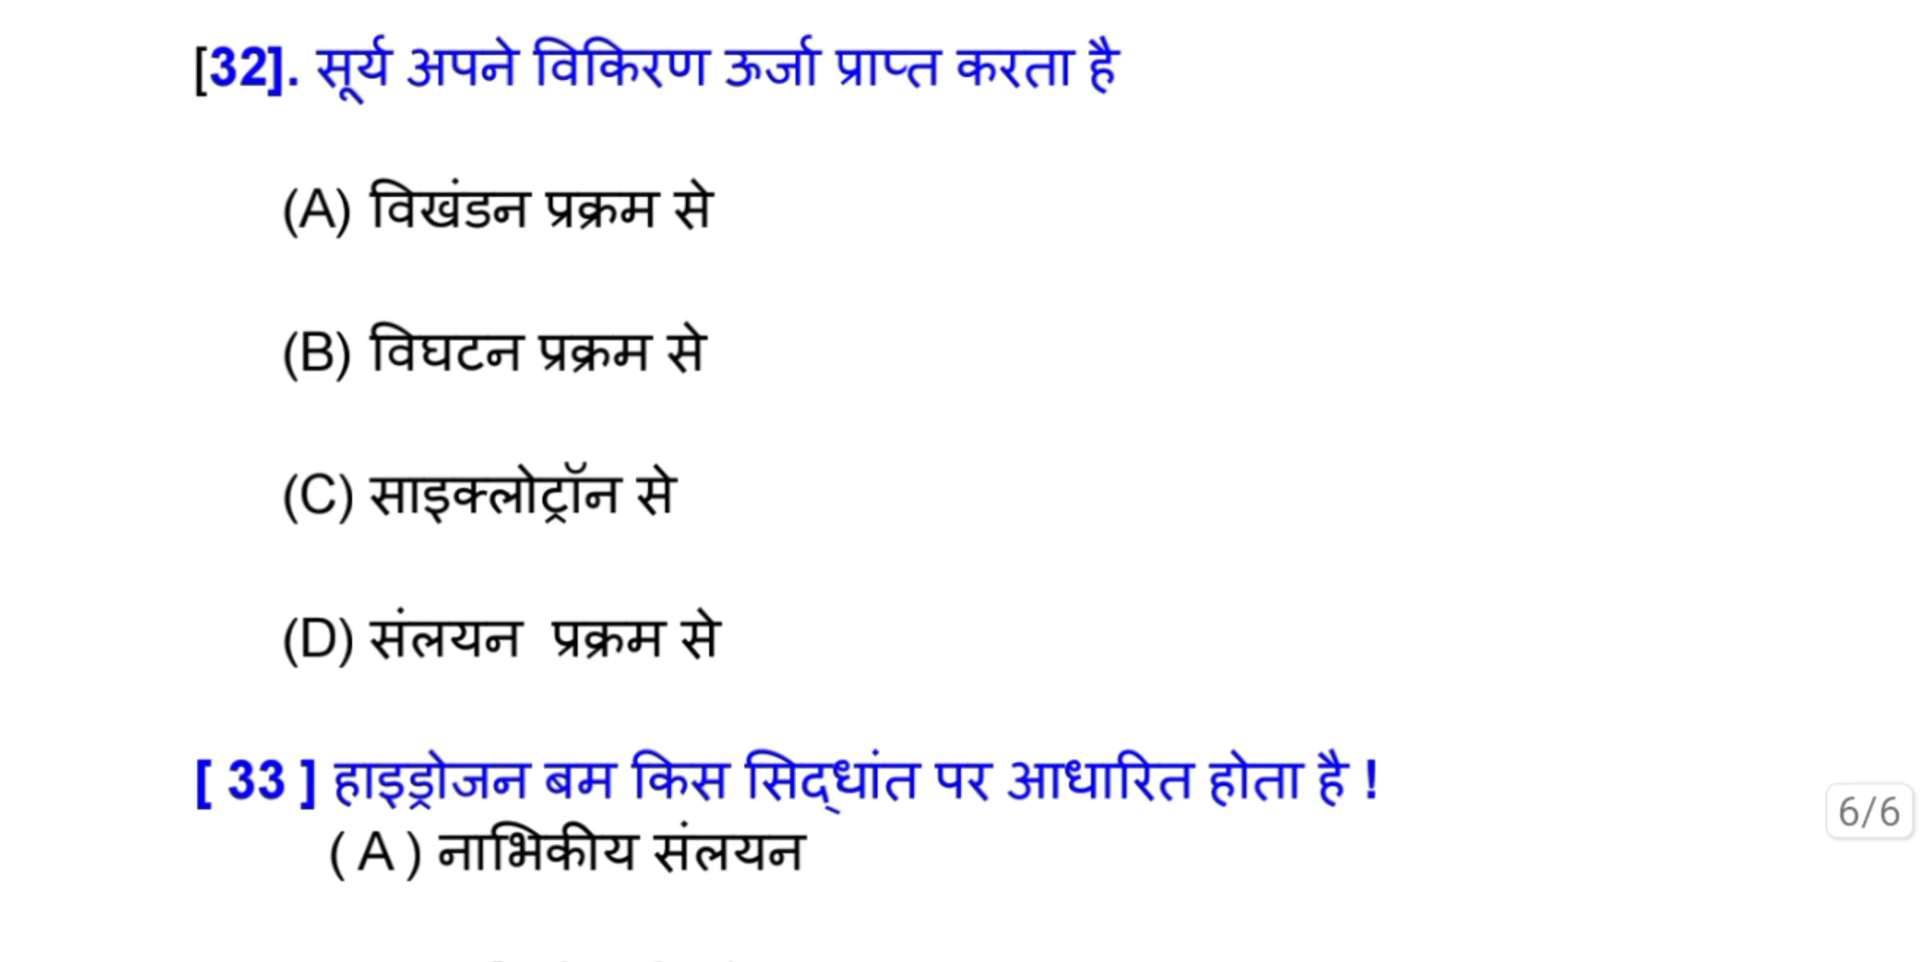 [32]. सूर्य अपने विकिरण ऊर्जा प्राप्त करता है
(A) विखंडन प्रक्रम से
(B) विघटन प्रक्रम से
(C) साइक्लोट्रॉन से
(D) संलयन प्रक्रम से
[ 33 ] हाइड्रोजन बम किस सिद्धांत पर आधारित होता है !
( A ) नाभिकीय संलयन
6/6